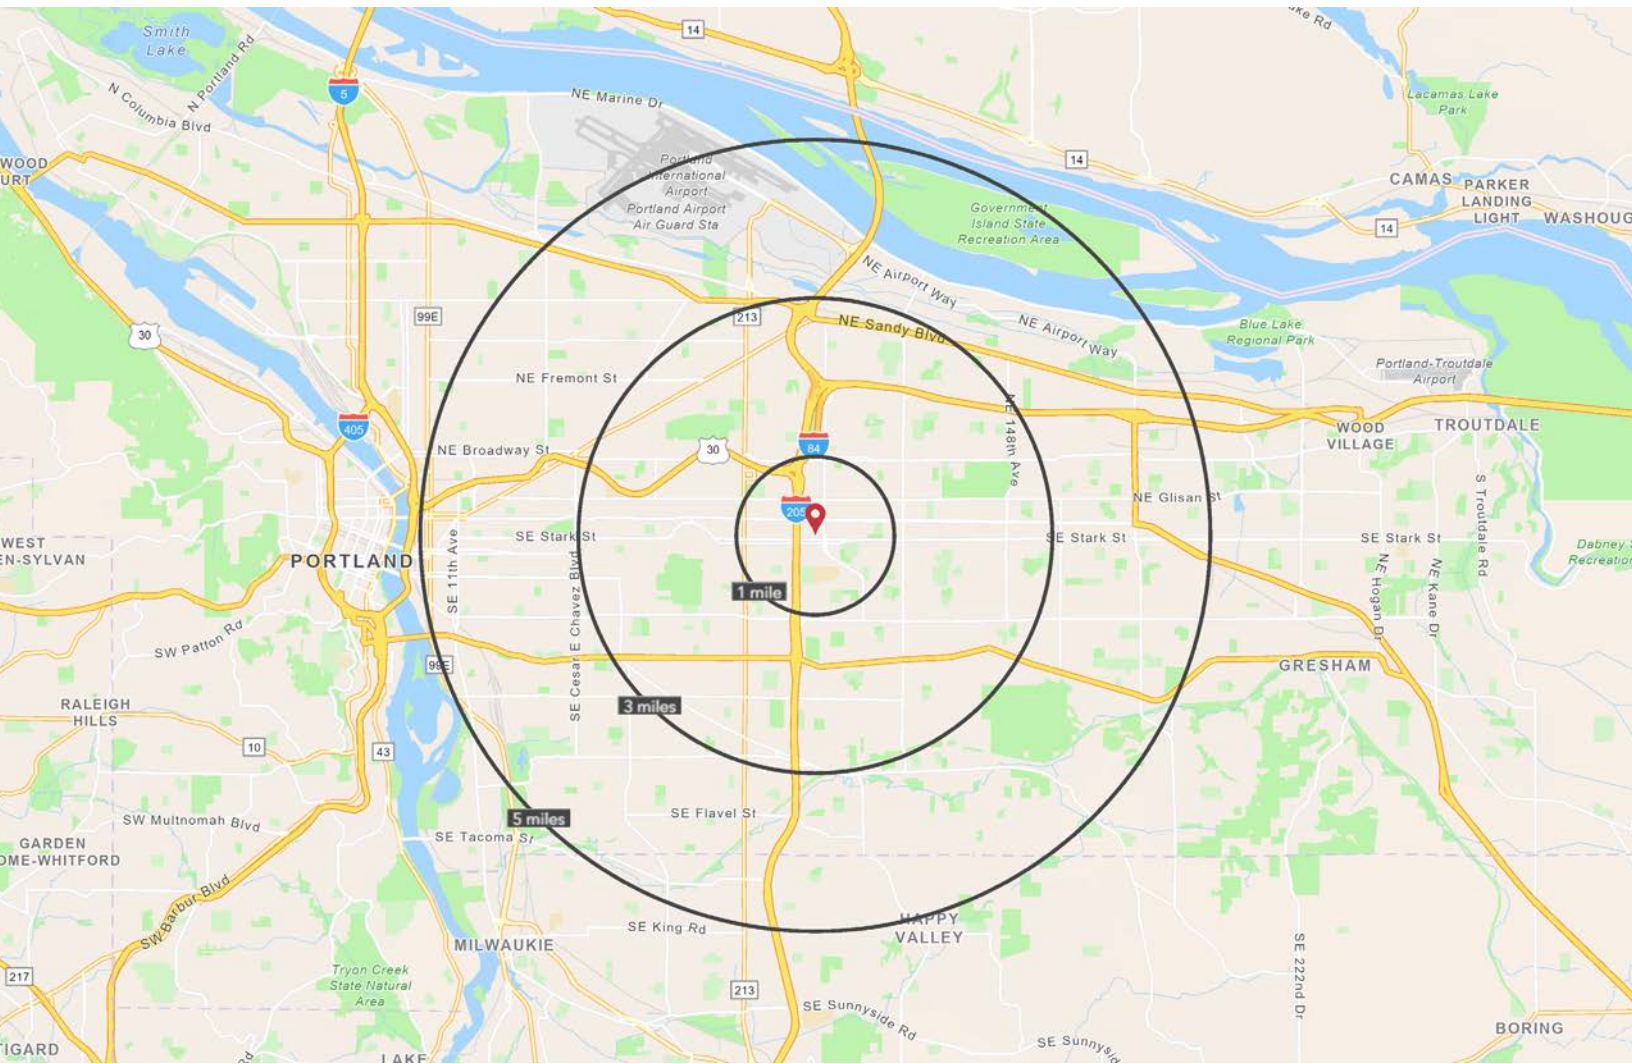 Smith
Lake
N Portland Rd
N Columbia Blvd
5
14
NE Marine Dr
Lacamas Lake
Park
WOOD
URT
Portland
International
Airport
Portland Airport
Air Guard Sta
14
CAMAS
PARKER
LANDING
LIGHT
WASHOUG
14
Government
Island State
Recreation Area
NE Airport Way
NE Airport Way
30
99E
213
NE Sandy Blvd
Blue Lake
Regional Park
Portland-Troutdale
Airport
NE Fremont St
405
NE Broadway St
30
84
NE 148th Ave
WOOD
VILLAGE
TROUTDALE
205
NE Glisan St
S Troutdale Rd
WEST
EN-SYLVAN
PORTLAND
SE 11th Ave
SE Stark St
SE Stark St
SE Stark St
Dabney S
Recreation
1 mile
SE Cesar E Chavez Blvd
NE Hogan Dr
NE Kane Dr
SW Patton Rd
99E
GRESHAM
RALEIGH
HILLS
3 miles
10
43
SW Multnomah Blvd
5 miles
SE Flavel St
SE Tacoma St
GARDEN
OME-WHITFORD
SW Barbur Blvd
SE King Rd
HAPPY
VALLEY
MILWAUKIE
SE 222nd Dr
217
Tryon Creek
State Natural
Area
213
SE Sunnyside Rd
BORING
TIGARD
LAKE
SE Sunnysid